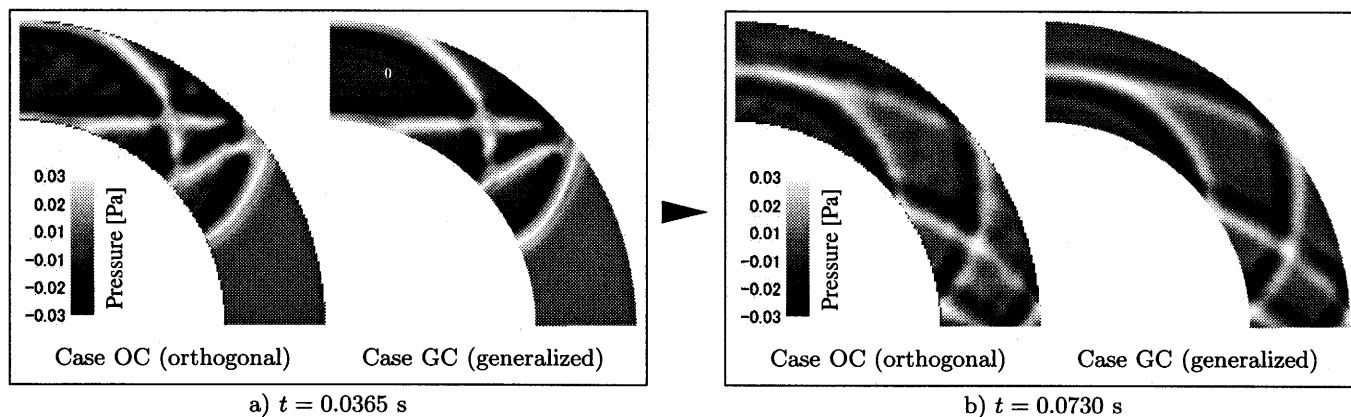 0
0.03
0.02
0.01
-0.01
-0.02
-0.03
Pressure [Pa]
Case OC (orthogonal)
Case GC (generalized)
a) t = 0.0365 s
0.03
0.02
0.01
-0.01
-0.02
-0.03
Pressure [Pa]
Case OC (orthogonal)
Case GC (generalized)
b) t = 0.0730 s